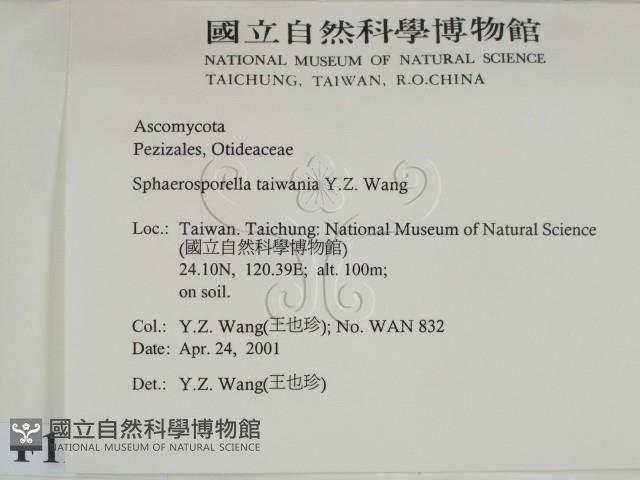 國立自然科學博物館
NATIONAL MUSEUM OF NATURAL SCIENCE
TAICHUNG, TAIWAN, R.O.CHINA
Ascomycota
Pezizales, Otideaceae
Sphaerosporella taiwania Y.Z. Wang
Loc.: Taiwan. Taichung: National Museum of Natural Science
(國立自然科學博物館)
24.10N, 120.39E; alt. 100m;
on soil.
Col.: Y.Z. Wang(王也珍); No. WAN 832
Date: Apr. 24, 2001
Det.: Y.Z. Wang(王也珍)
國立自然科學博物館
NATIONAL MUSEUM OF NATURAL SCIENCE